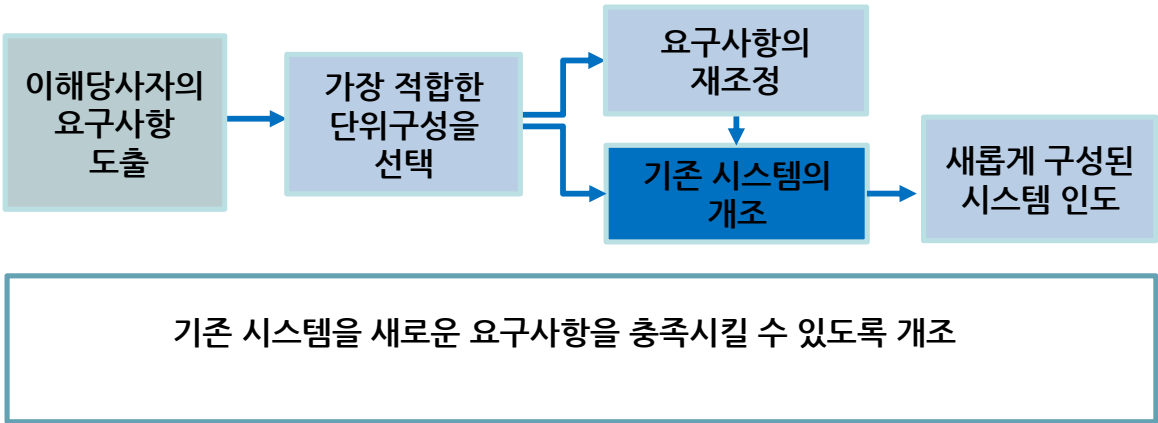 이해당사자의
요구사항
도출
가장 적합한
단위구성을
선택
요구사항의
재조정
기존 시스템의
개조
새롭게 구성된
시스템 인도
기존 시스템을 새로운 요구사항을 충족시킬 수 있도록 개조